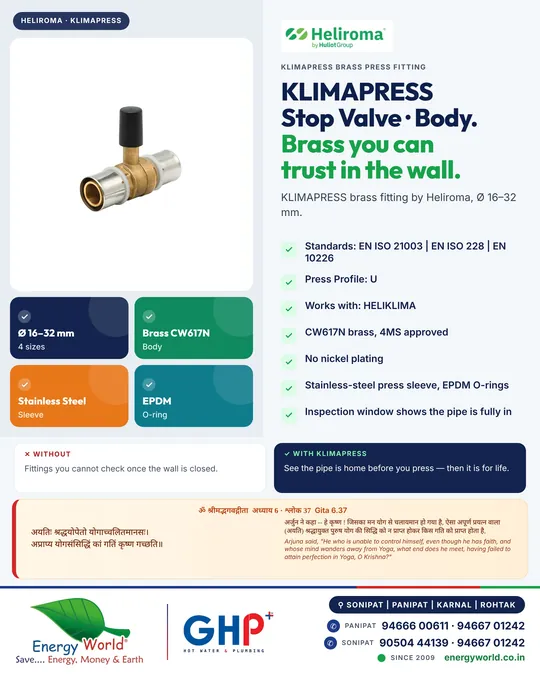 HELIROMA · KLIMAPRESS
Heliroma®
by HuliotGroup
KLIMAPRESS BRASS PRESS FITTING
KLIMAPRESS
Stop Valve · Body.
Brass you can
trust in the wall.
KLIMAPRESS brass fitting by Heliroma, Ø 16–32
mm.
Standards: EN ISO 21003 | EN ISO 228 | EN
10226
Press Profile: U
Works with: HELIKLIMA
CW617N brass, 4MS approved
No nickel plating
Stainless-steel press sleeve, EPDM O-rings
Inspection window shows the pipe is fully in
Ø 16–32 mm
4 sizes
Brass CW617N
Body
Stainless Steel
Sleeve
EPDM
O-ring
✕ WITHOUT
Fittings you cannot check once the wall is closed.
✓ WITH KLIMAPRESS
See the pipe is home before you press — then it is for life.
ॐ श्रीमद्भगवद्गीता अध्याय 6 · श्लोक 37 Gita 6.37
अयतिः श्रद्धयोपेतो योगाच्चलितमानसः।
अप्राप्य योगसंसिद्धिं कां गतिं कृष्ण गच्छति॥
अर्जुन ने कहा -- हे कृष्ण ! जिसका मन योग से चलायमान हो गया है, ऐसा अपूर्ण प्रयत्न वाला
(अयति) श्रद्धायुक्त पुरुष योग की सिद्धि को न प्राप्त होकर किस गति को प्राप्त होता है,
Arjuna said, "He who is unable to control himself, even though he has faith, and
whose mind wanders away from Yoga, what end does he meet, having failed to
attain perfection in Yoga, O Krishna?"
Energy World®
Save.... Energy, Money & Earth
GHP+
HOT WATER & PLUMBING
SONIPAT | PANIPAT | KARNAL | ROHTAK
PANIPAT 94666 00611 · 94667 01242
SONIPAT 90504 44139 · 94667 01242
SINCE 2009 energyworld.co.in